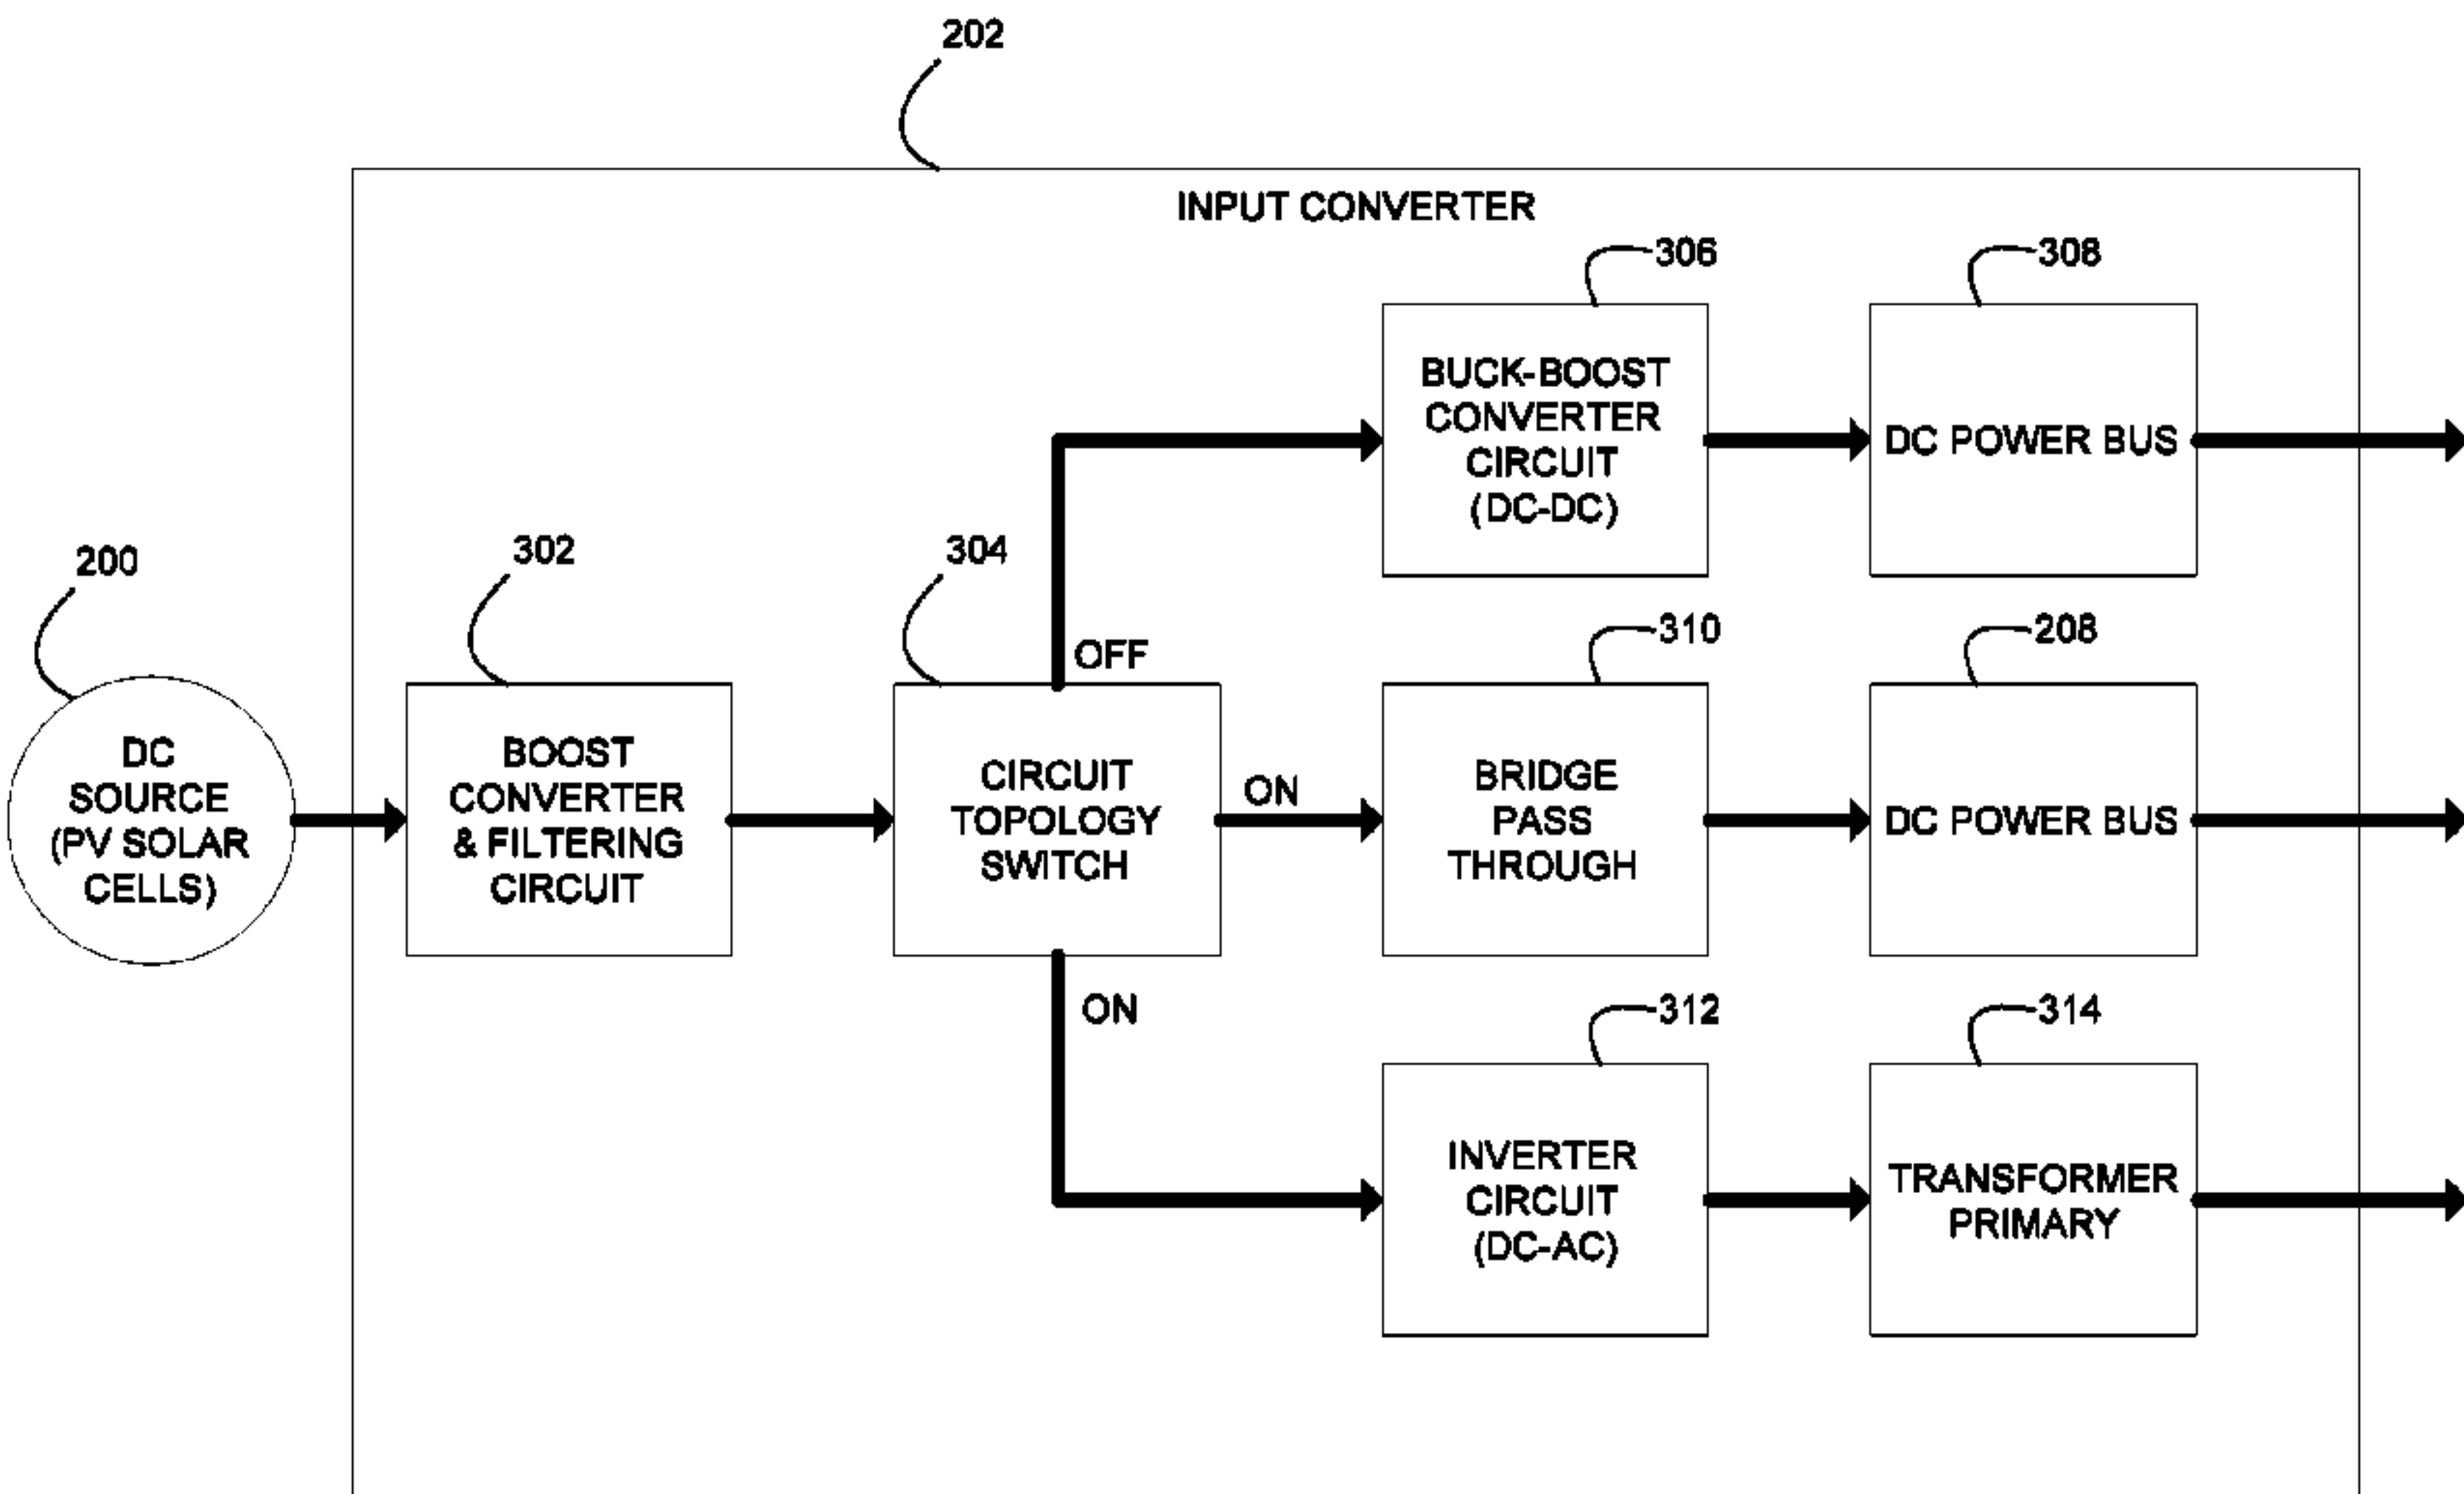 202
INPUT CONVERTER
306
308
BUCK-BOOST
CONVERTER
CIRCUIT
(DC-DC)
DC POWER BUS
200
302
304
OFF
310
208
DC
SOURCE
(PV SOLAR
CELLS)
BOOST
CONVERTER
& FILTERING
CIRCUIT
CIRCUIT
TOPOLOGY
SWITCH
ON
BRIDGE
PASS
THROUGH
DC POWER BUS
ON
312
314
INVERTER
CIRCUIT
(DC-AC)
TRANSFORMER
PRIMARY